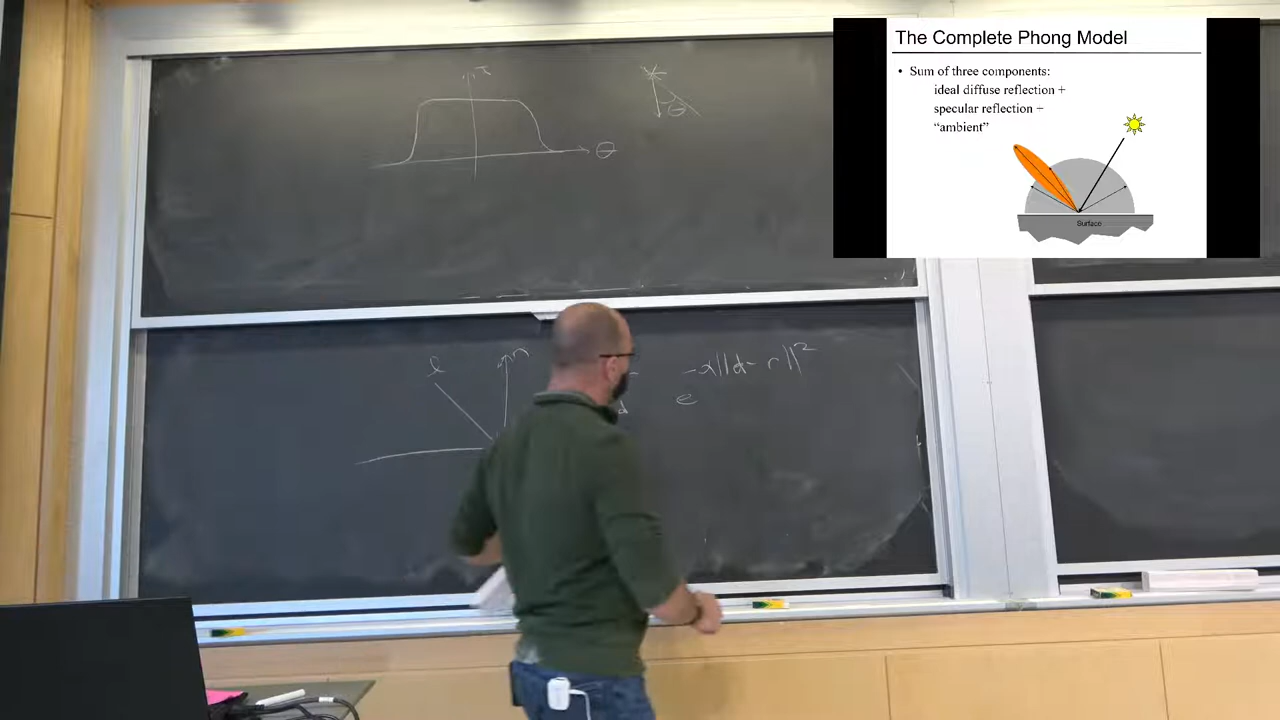 The Complete Phong Model
• Sum of three components:
ideal diffuse reflection +
specular reflection +
“ambient”
Surface
I
θ
θ
l
n
d
e
-α||d- r||²